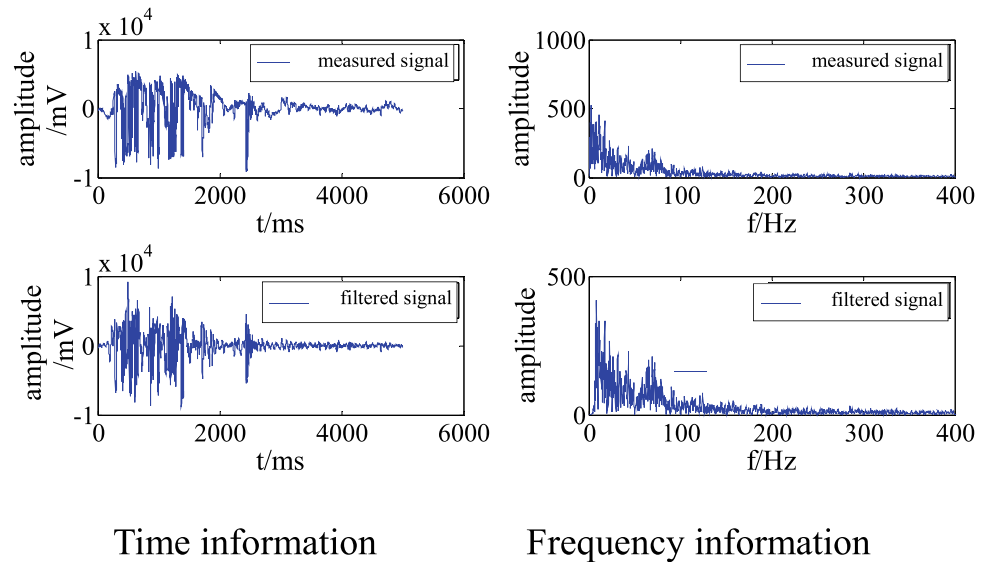 x 10^4
1
measured signal
0
-1
amplitude
/mV
0 2000 4000 6000
t/ms
1000
measured signal
500
0
amplitude
0 100 200 300 400
f/Hz
x 10^4
1
filtered signal
0
-1
amplitude
/mV
0 2000 4000 6000
t/ms
500
filtered signal
0
amplitude
0 100 200 300 400
f/Hz
Time information
Frequency information